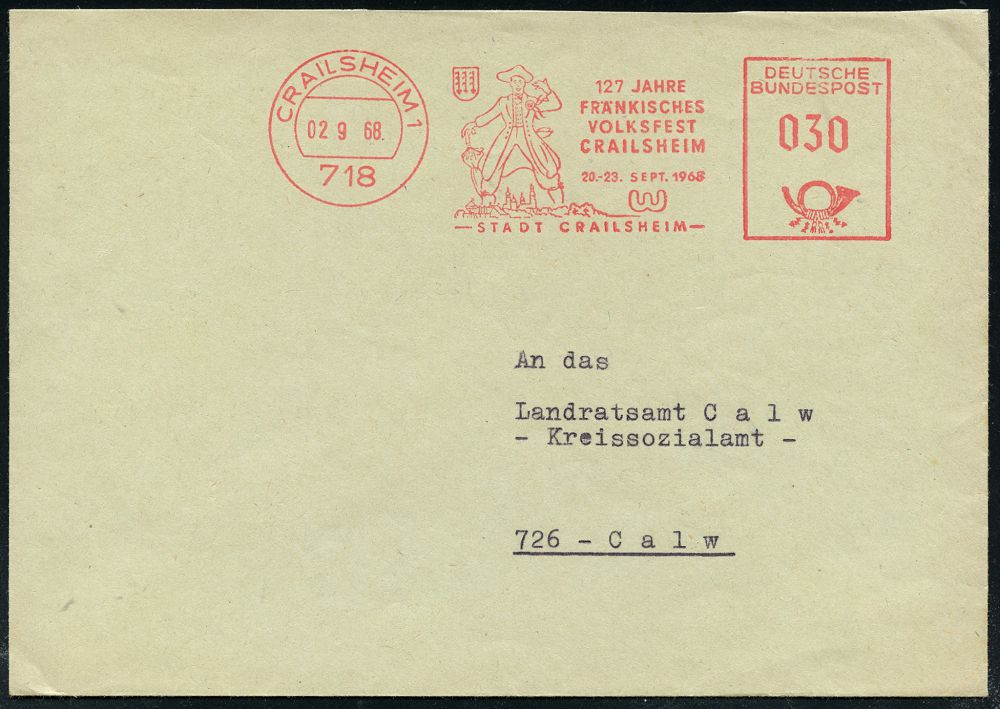 CRAILSHEIM 1
02 9 68.
718
127 JAHRE
FRÄNKISCHES
VOLKSFEST
CRAILSHEIM
20.-23. SEPT. 1968
—STADT CRAILSHEIM—
DEUTSCHE
BUNDESPOST
030
An das
Landratsamt C a l w
- Kreissozialamt -
726 - C a l w